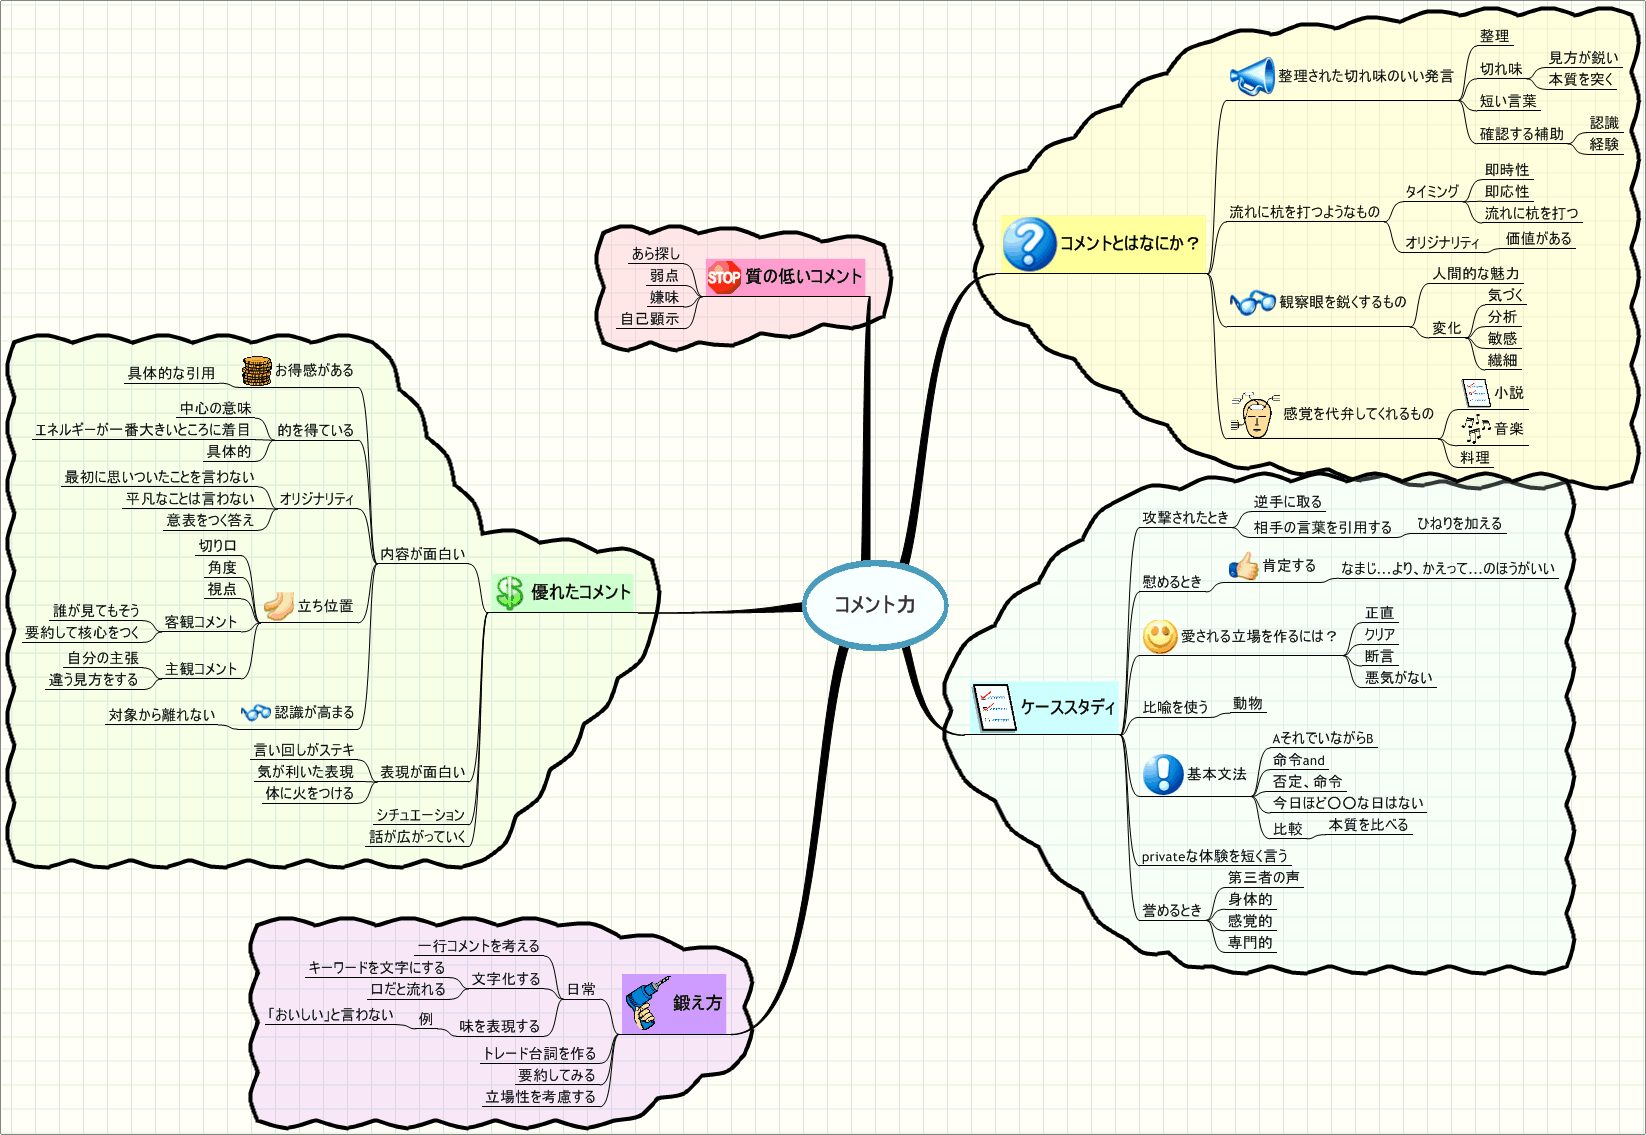 コメント力
コメントとはなにか？
整理された切れ味のいい発言
整理
切れ味
見方が鋭い
本質を突く
短い言葉
確認する補助
認識
経験
流れに杭を打つようなもの
タイミング
即時性
即応性
流れに杭を打つ
オリジナリティ
価値がある
観察眼を鋭くするもの
人間的な魅力
変化
気づく
分析
敏感
繊細
感覚を代弁してくれるもの
小説
音楽
料理
ケーススタディ
攻撃されたとき
逆手に取る
相手の言葉を引用する
ひねりを加える
慰めるとき
肯定する
なまじ…より、かえって…のほうがいい
愛される立場を作るには？
正直
クリア
断言
悪気がない
比喩を使う
動物
基本文法
AそれでいながらB
命令and
否定、命令
今日ほど〇〇な日はない
比較
本質を比べる
privateな体験を短く言う
誉めるとき
第三者の声
身体的
感覚的
専門的
STOP
質の低いコメント
あら探し
弱点
嫌味
自己顕示
優れたコメント
内容が面白い
お得感がある
具体的な引用
的を得ている
中心の意味
エネルギーが一番大きいところに着目
具体的
オリジナリティ
最初に思いついたことを言わない
平凡なことは言わない
意表をつく答え
立ち位置
切り口
角度
視点
客観コメント
誰が見てもそう
要約して核心をつく
主観コメント
自分の主張
違う見方をする
認識が高まる
対象から離れない
表現が面白い
言い回しがステキ
気が利いた表現
体に火をつける
シチュエーション
話が広がっていく
鍛え方
日常
一行コメントを考える
文字化する
キーワードを文字にする
口だと流れる
味を表現する
例
「おいしい」と言わない
トレード台詞を作る
要約してみる
立場性を考慮する